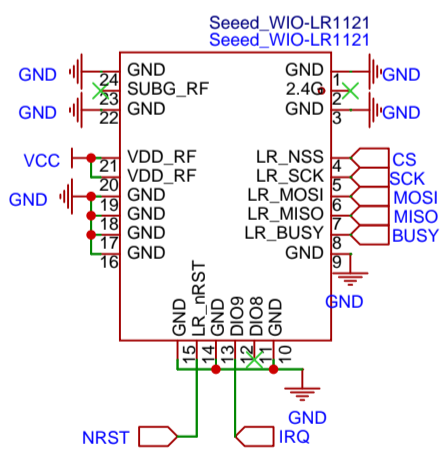 Seeed_WIO-LR1121
Seeed_WIO-LR1121
GND 24 GND GND 1 GND
23 SUBG_RF 2.4G 2
GND 22 GND GND 3 GND
VCC 21 VDD_RF LR_NSS 4 CS
20 VDD_RF LR_SCK 5 SCK
GND 19 GND LR_MOSI 6 MOSI
18 GND LR_MISO 7 MISO
17 GND LR_BUSY 8 BUSY
16 GND GND 9
GND
GND LR_nRST GND DIO9 DIO8 GND
15 14 13 12 11 10
GND
NRST IRQ